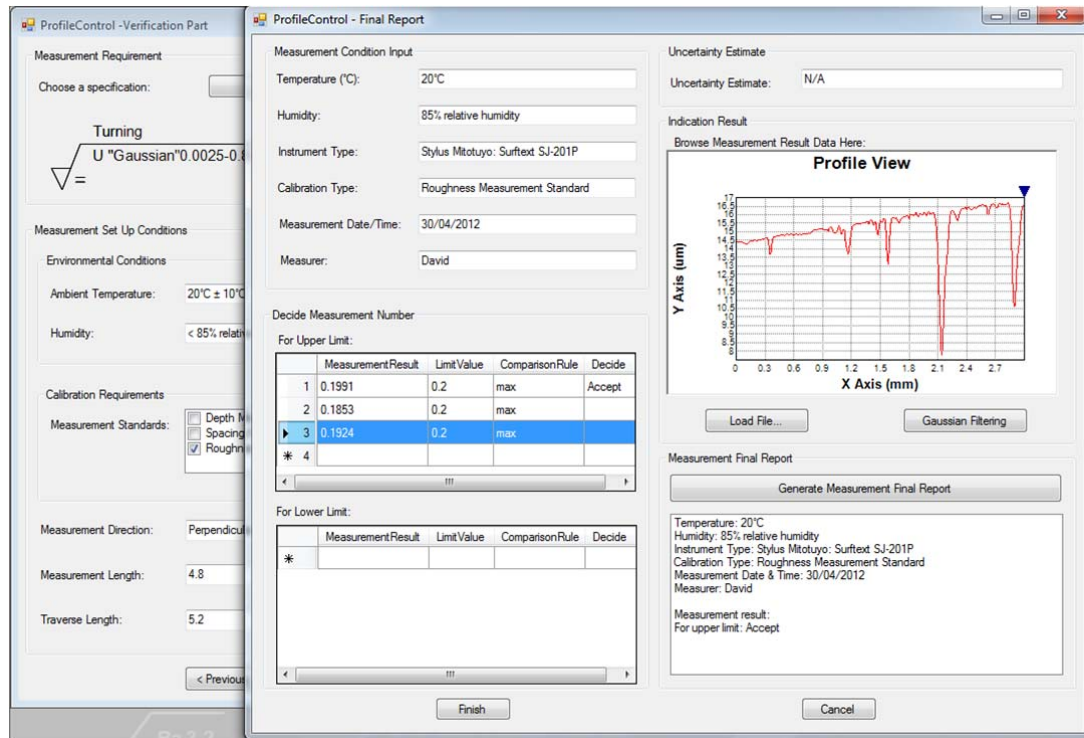 ProfileControl -Verification Part
Measurement Requirement
Choose a specification:
Turning
U "Gaussian"0.0025-0.8
=
Measurement Set Up Conditions
Environmental Conditions
Ambient Temperature: 20°C ± 10°C
Humidity: < 85% relativ
Calibration Requirements
Measurement Standards: Depth M
Spacing
Roughn
Measurement Direction: Perpendicul
Measurement Length: 4.8
Traverse Length: 5.2
< Previous
ProfileControl - Final Report
Measurement Condition Input
Temperature (°C): 20°C
Humidity: 85% relative humidity
Instrument Type: Stylus Mitotuyo: Surftext SJ-201P
Calibration Type: Roughness Measurement Standard
Measurement Date/Time: 30/04/2012
Measurer: David
Decide Measurement Number
For Upper Limit:
MeasurementResult LimitValue ComparisonRule Decide
1 0.1991 0.2 max Accept
2 0.1853 0.2 max
3 0.1924 0.2 max
4
For Lower Limit:
MeasurementResult LimitValue ComparisonRule Decide
Finish
Uncertainty Estimate
Uncertainty Estimate: N/A
Indication Result
Browse Measurement Result Data Here:
Profile View
Y Axis (um)
17
16.5
16
15.5
15
14.5
14
13.5
13
12.5
12
11.5
11
10.5
10
9.5
9
8.5
8
0 0.3 0.6 0.9 1.2 1.5 1.8 2.1 2.4 2.7
X Axis (mm)
Load File... Gaussian Filtering
Measurement Final Report
Generate Measurement Final Report
Temperature: 20°C
Humidity: 85% relative humidity
Instrument Type: Stylus Mitotuyo: Surftext SJ-201P
Calibration Type: Roughness Measurement Standard
Measurement Date & Time: 30/04/2012
Measurer: David
Measurement result:
For upper limit: Accept
Cancel